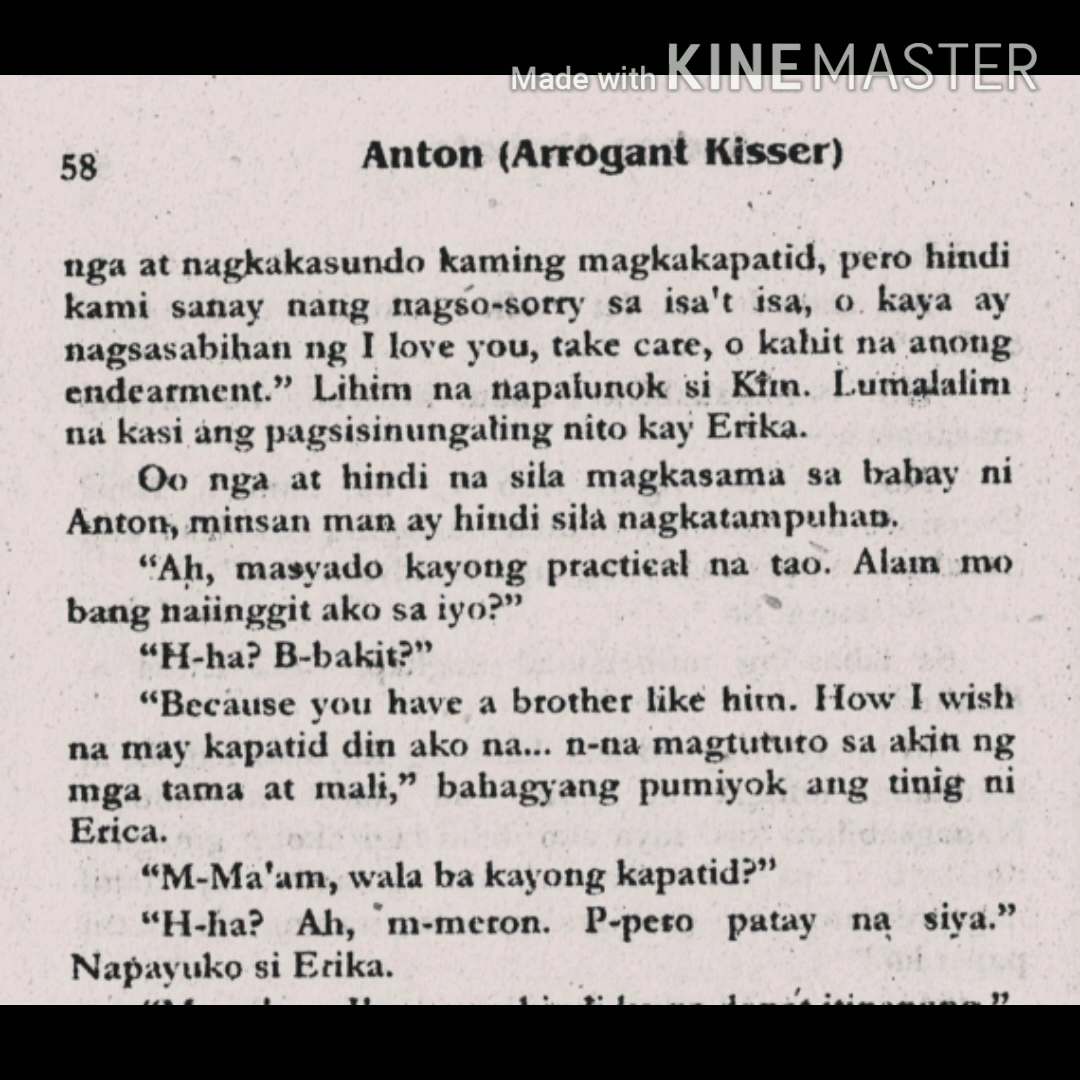 Made with KINEMASTER
58
Anton (Arrogant Kisser)
nga at nagkakasundo kaming magkakapatid, pero hindi
kami sanay nang nagso-sorry sa isa't isa, o kaya ay
nagsasabihan ng I love you, take care, o kahit na anong
endearment.” Lihim na napalunok si Kim. Lumalalim
na kasi ang pagsisinungaling nito kay Erika.
Oo nga at hindi na sila magkasama sa bahay ni
Anton, minsan man ay hindi sila nagkatampuhan.
“Ah, masyado kayong practical na tao. Alam mo
bang naiinggit ako sa iyo?”
“H-ha? B-bakit?”
“Because you have a brother like him. How I wish
na may kapatid din ako na... n-na magtuturo sa akin ng
mga tama at mali,” bahagyang pumiyok ang tinig ni
Erica.
“M-Ma'am, wala ba kayong kapatid?”
“H-ha? Ah, m-meron. P-pero patay na siya.”
Napayuko si Erika.